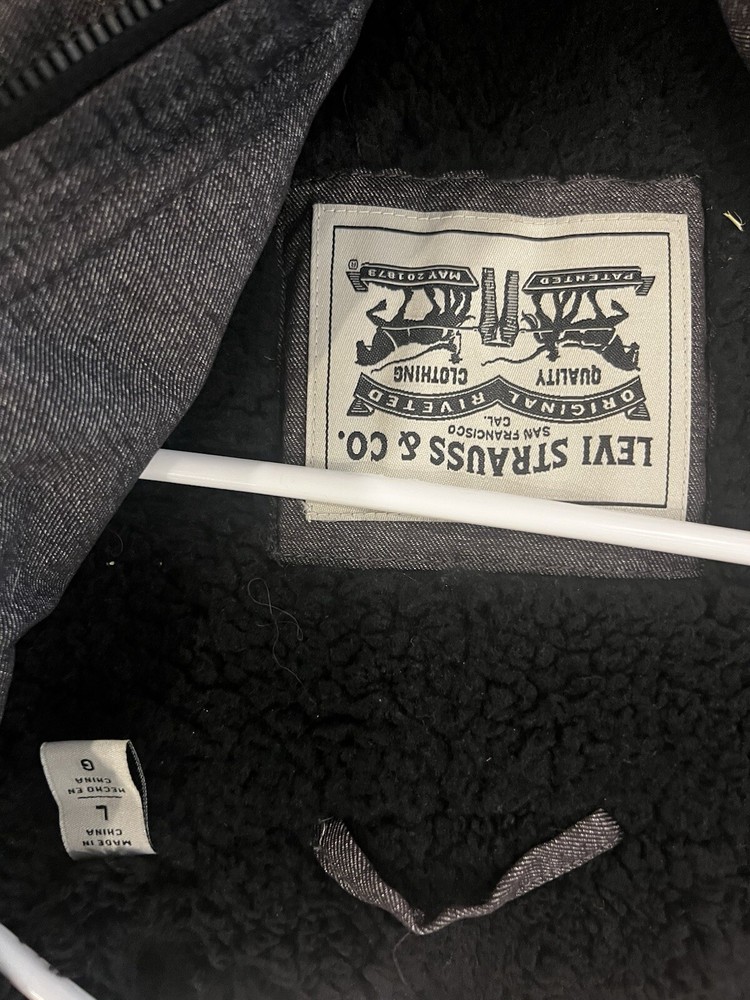 LEVI STRAUSS & CO.
SAN FRANCISCO
CAL.
ORIGINAL RIVETED
QUALITY CLOTHING
PATENTED MAY 20 1873
®
MADE IN
CHINA
L
HECHO EN
CHINA
G